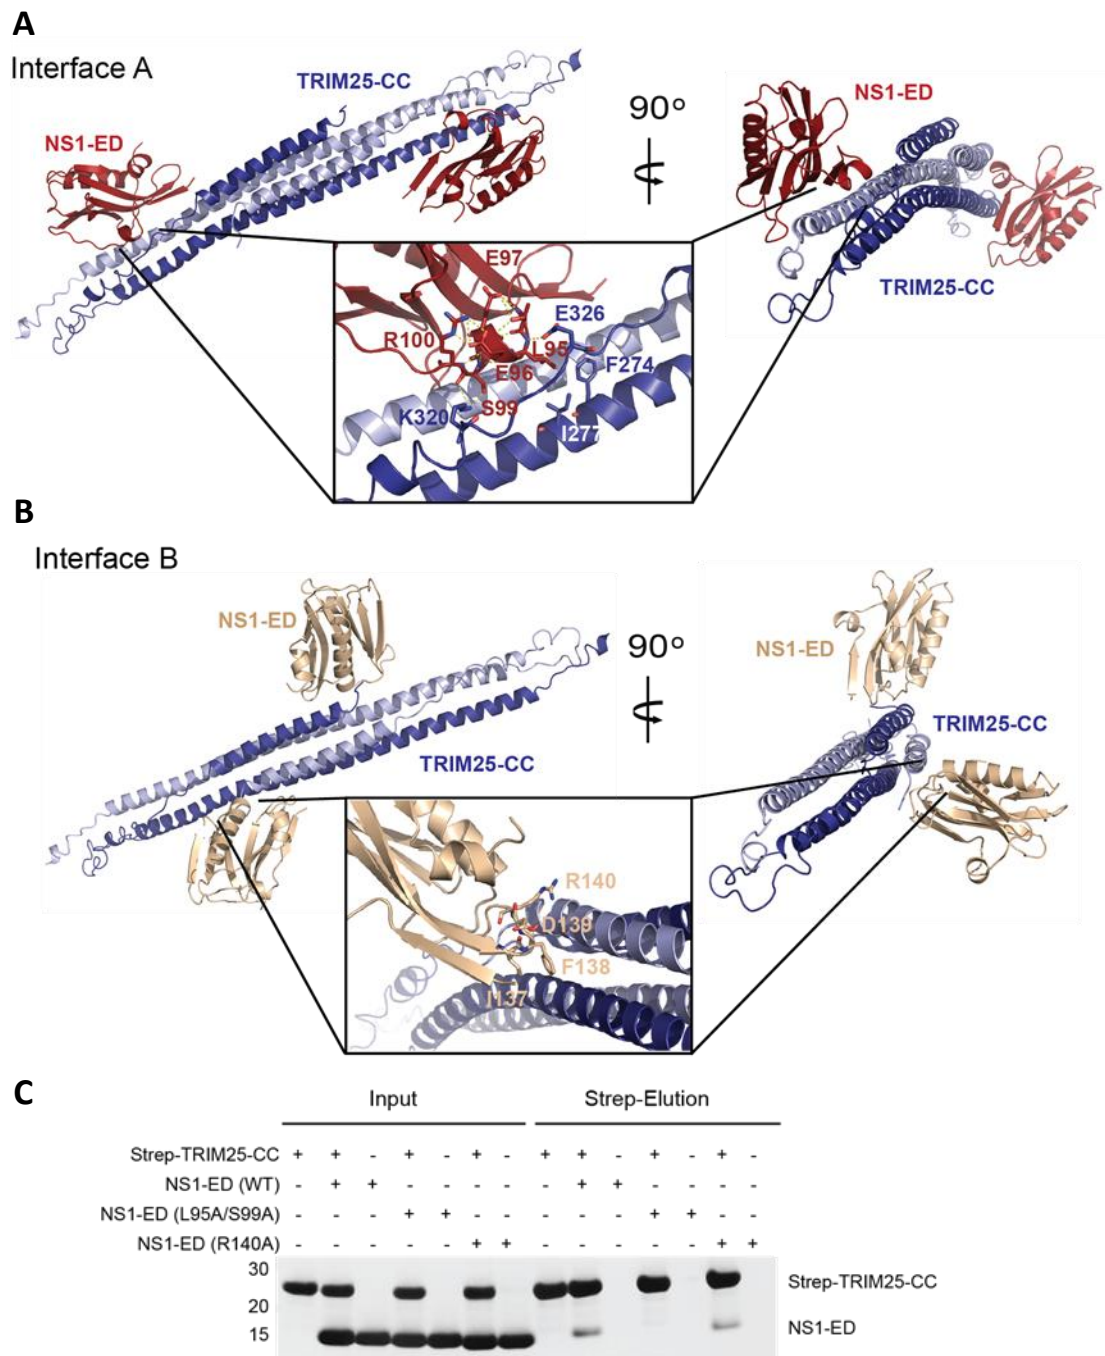 A
Interface A
TRIM25-CC
NS1-ED
90°
NS1-ED
TRIM25-CC
E97
E326
R100
L95
F274
E96
S99
K320
I277
B
Interface B
NS1-ED
90°
NS1-ED
TRIM25-CC
TRIM25-CC
R140
D139
F138
I137
C
Input Strep-Elution
Strep-TRIM25-CC + + - + - + - + + - + - + -
NS1-ED (WT) - + + - - - - - + + - - - -
NS1-ED (L95A/S99A) - - - + + - - - - - + + - -
NS1-ED (R140A) - - - - - + + - - - - - + +
30
Strep-TRIM25-CC
20
15 NS1-ED